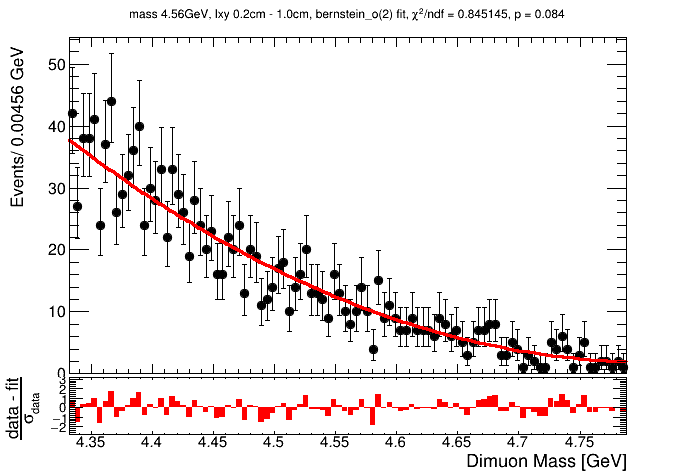 mass 4.56GeV, lxy 0.2cm - 1.0cm, bernstein_o(2) fit, χ²/ndf = 0.845145, p = 0.084
Events/ 0.00456 GeV
50
40
30
20
10
0
data - fit
σdata
3
2
1
0
−1
−2
4.35 4.4 4.45 4.5 4.55 4.6 4.65 4.7 4.75
Dimuon Mass [GeV]